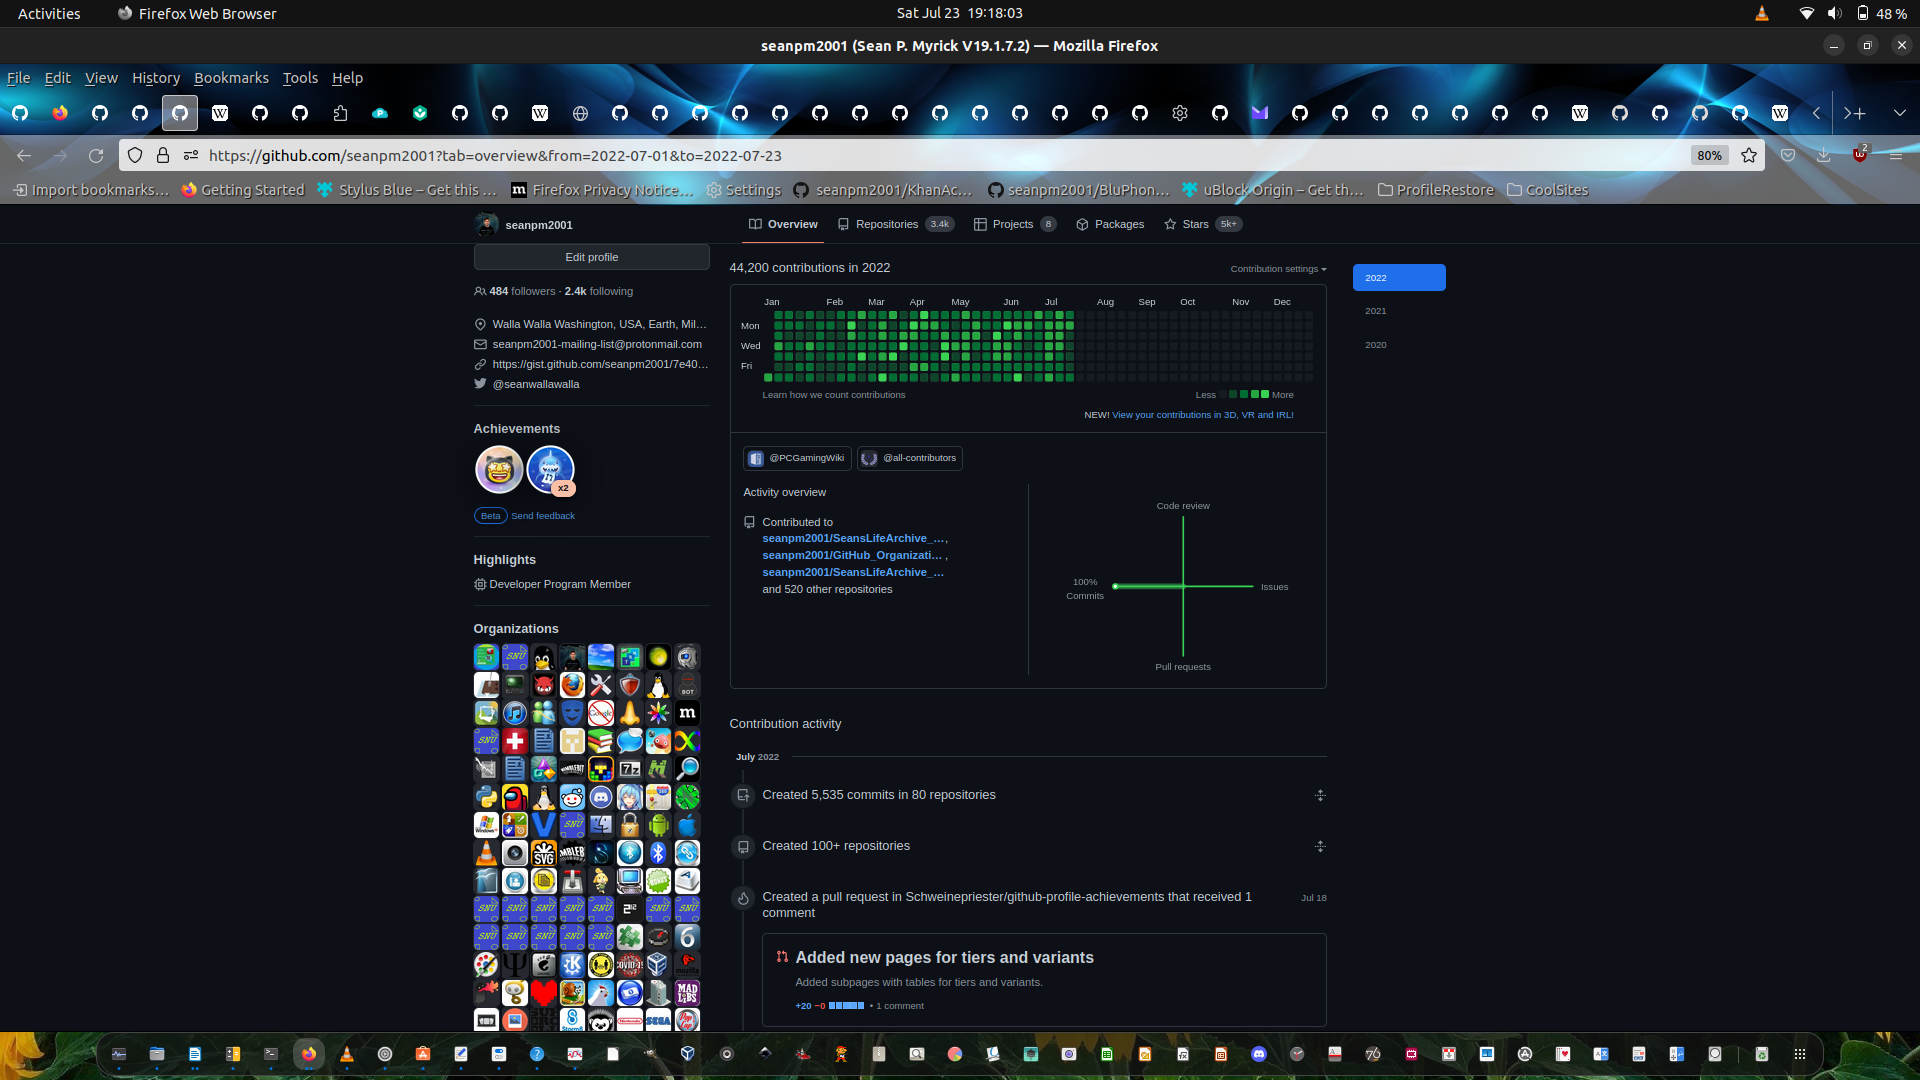 Activities
Firefox Web Browser
Sat Jul 23 19:18:03
48 %
seanpm2001 (Sean P. Myrick V19.1.7.2) — Mozilla Firefox
File Edit View History Bookmarks Tools Help
https://github.com/seanpm2001?tab=overview&from=2022-07-01&to=2022-07-23
80%
2
Import bookmarks…
Getting Started
Stylus Blue – Get this …
Firefox Privacy Notice…
Settings
seanpm2001/KhanAc…
seanpm2001/BluPhon…
uBlock Origin – Get th…
ProfileRestore
CoolSites
seanpm2001
Overview
Repositories 3.4k
Projects 8
Packages
Stars 5k+
Edit profile
484 followers · 2.4k following
Walla Walla Washington, USA, Earth, Mil…
seanpm2001-mailing-list@protonmail.com
https://gist.github.com/seanpm2001/7e40…
@seanwallawalla
Achievements
x2
Beta Send feedback
Highlights
Developer Program Member
Organizations
44,200 contributions in 2022
Contribution settings
2022
2021
2020
Jan Feb Mar Apr May Jun Jul Aug Sep Oct Nov Dec
Mon
Wed
Fri
Learn how we count contributions
Less More
NEW! View your contributions in 3D, VR and IRL!
@PCGamingWiki
@all-contributors
Activity overview
Contributed to
seanpm2001/SeansLifeArchive_…,
seanpm2001/GitHub_Organizati… ,
seanpm2001/SeansLifeArchive_…
and 520 other repositories
Code review
100%
Commits
Issues
Pull requests
Contribution activity
July 2022
Created 5,535 commits in 80 repositories
Created 100+ repositories
Created a pull request in Schweinepriester/github-profile-achievements that received 1
comment
Jul 18
Added new pages for tiers and variants
Added subpages with tables for tiers and variants.
+20 −0 • 1 comment